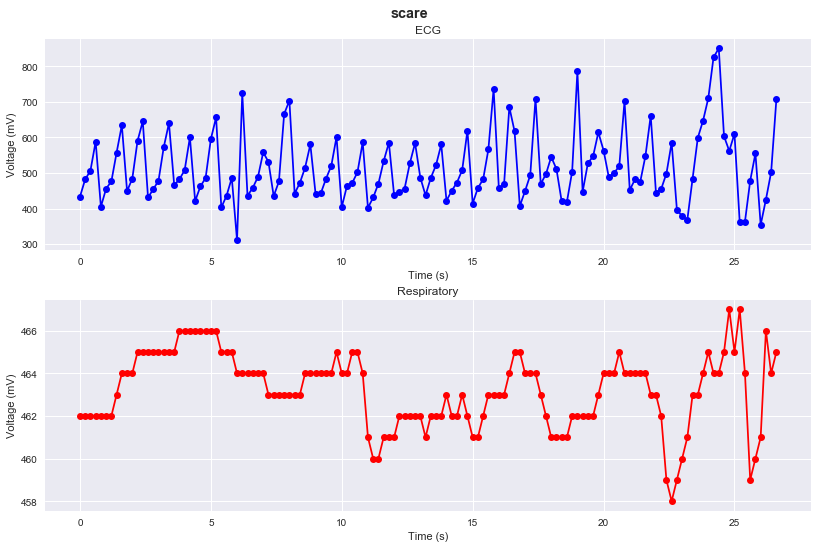 scare
ECG
Voltage (mV)
800
700
600
500
400
300
0 5 10 15 20 25
Time (s)
Respiratory
Voltage (mV)
466
464
462
460
458
0 5 10 15 20 25
Time (s)